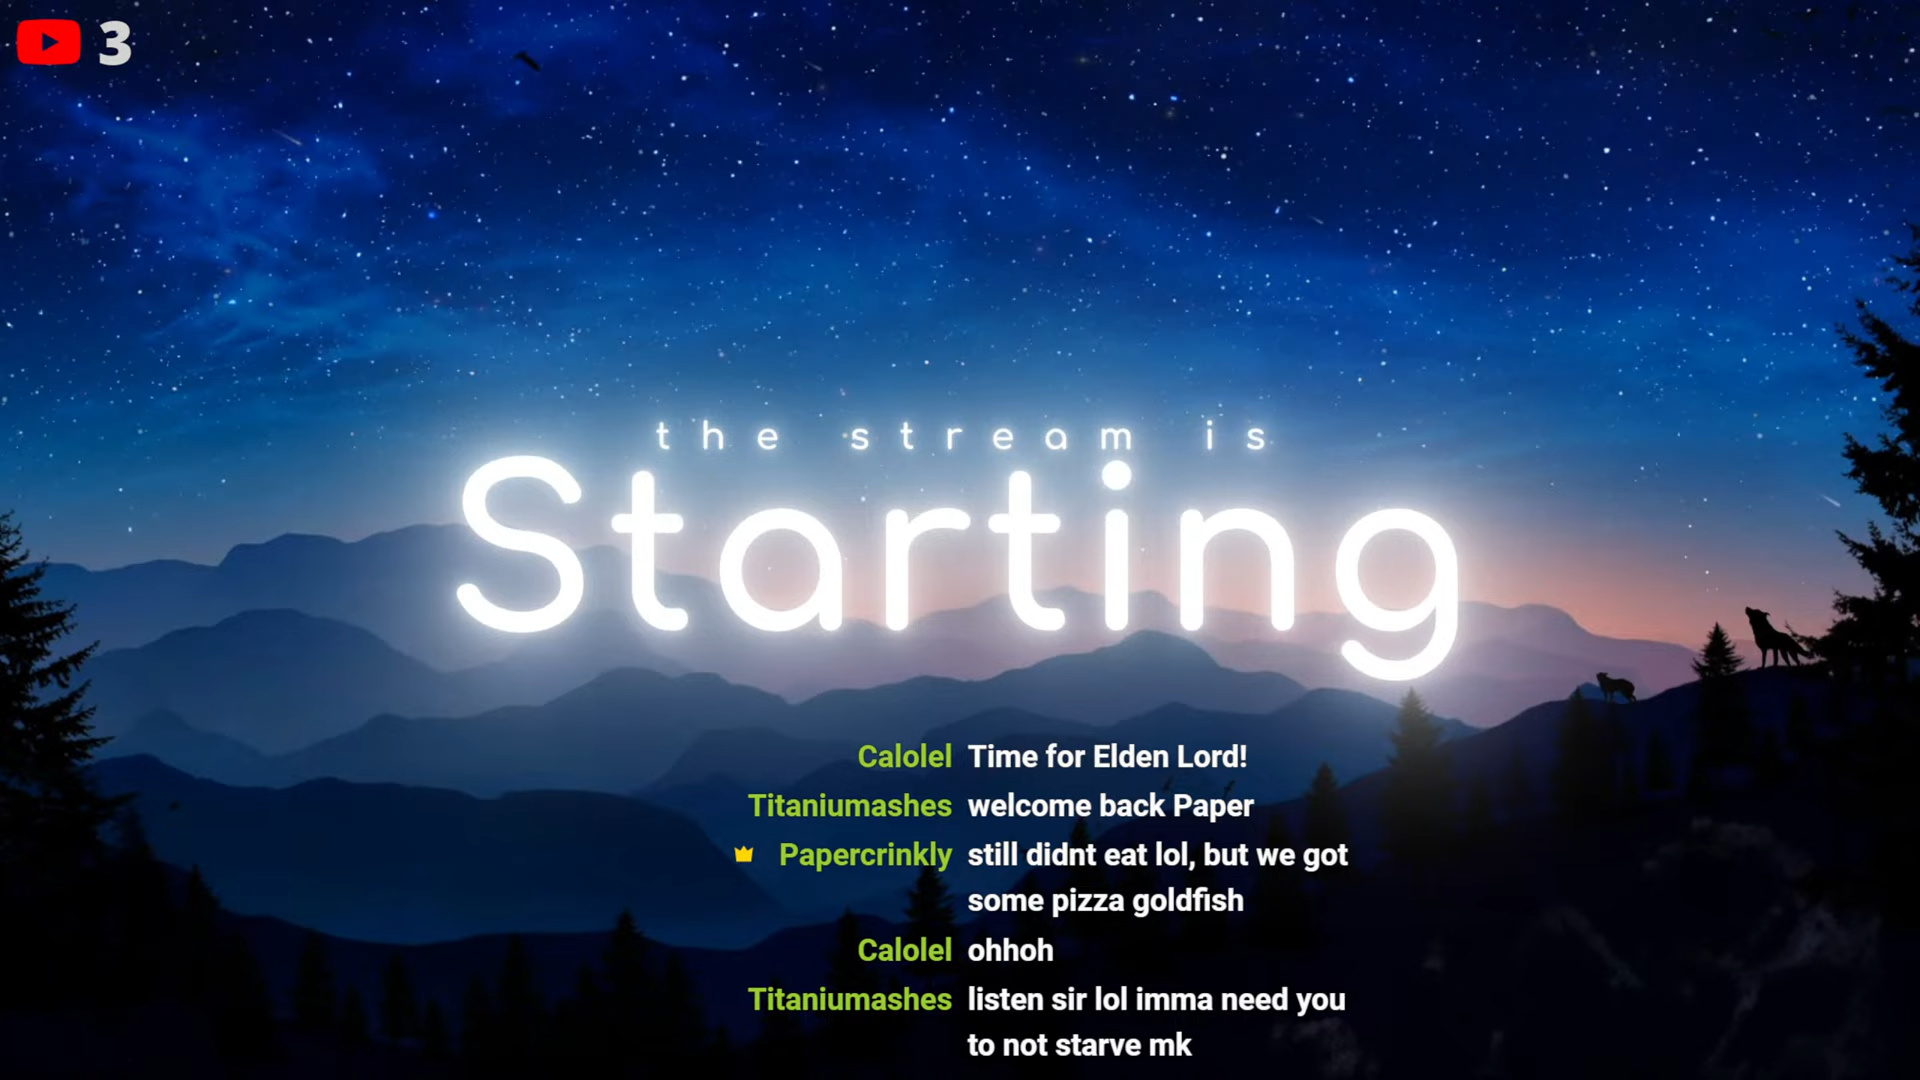 3
the stream is
Starting
Calolel Time for Elden Lord!
Titaniumashes welcome back Paper
Papercrinkly still didnt eat lol, but we got
some pizza goldfish
Calolel ohhoh
Titaniumashes listen sir lol imma need you
to not starve mk